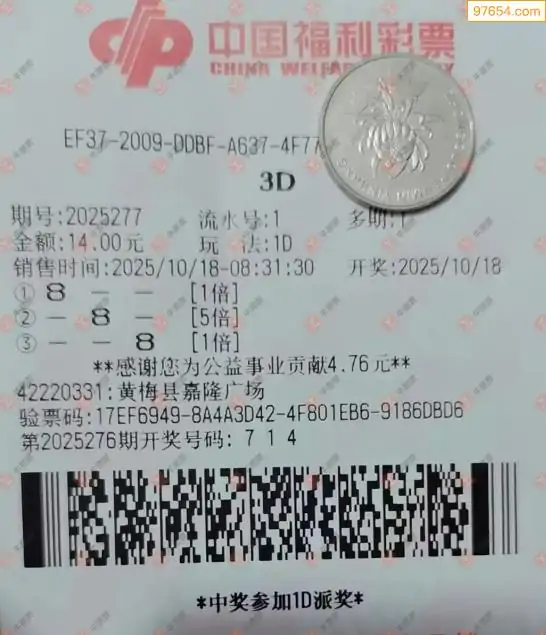 97654.com
中国福利彩票
CHINA WELFA Y
EF37-2009-DDBF-A637-4F77
3D
期号:2025277 流水号:1 多期:1
金额:14.00元 玩 法:1D
销售时间:2025/10/18-08:31:30 开奖:2025/10/18
① 8 - - [1倍]
② - 8 - [5倍]
③ - - 8 [1倍]
**感谢您为公益事业贡献4.76元**
42220331:黄梅县嘉隆广场
验票码:17EF6949-8A4A3D42-4F801EB6-9186DBD6
第2025276期开奖号码:7 1 4
*中奖参加1D派奖*